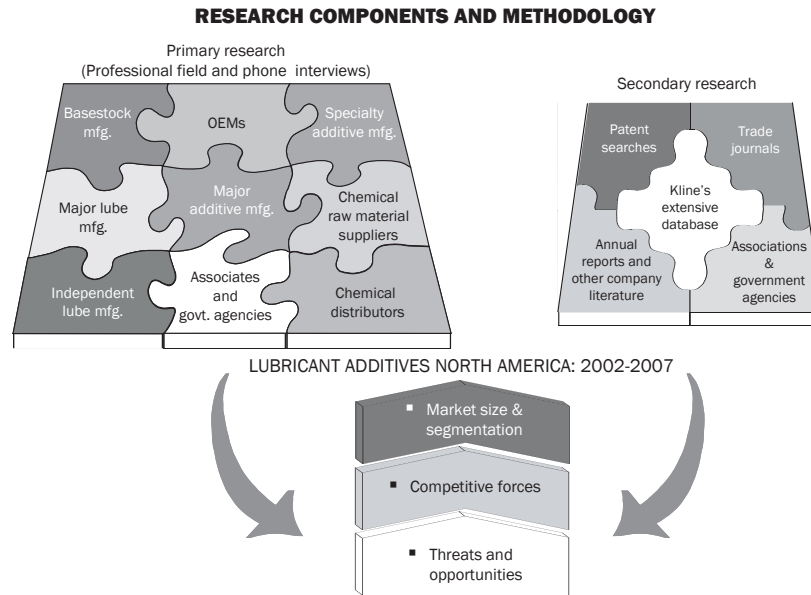 RESEARCH COMPONENTS AND METHODOLOGY
Primary research
(Professional field and phone interviews)
Basestock
mfg.
OEMs
Specialty
additive mfg.
Major lube
mfg.
Major
additive mfg.
Chemical
raw material
suppliers
Independent
lube mfg.
Associates
and
govt. agencies
Chemical
distributors
Secondary research
Patent
searches
Trade
journals
Kline's
extensive
database
Annual
reports and
other company
literature
Associations
&
government
agencies
LUBRICANT ADDITIVES NORTH AMERICA: 2002-2007
▪ Market size &
segmentation
▪ Competitive forces
▪ Threats and
opportunities